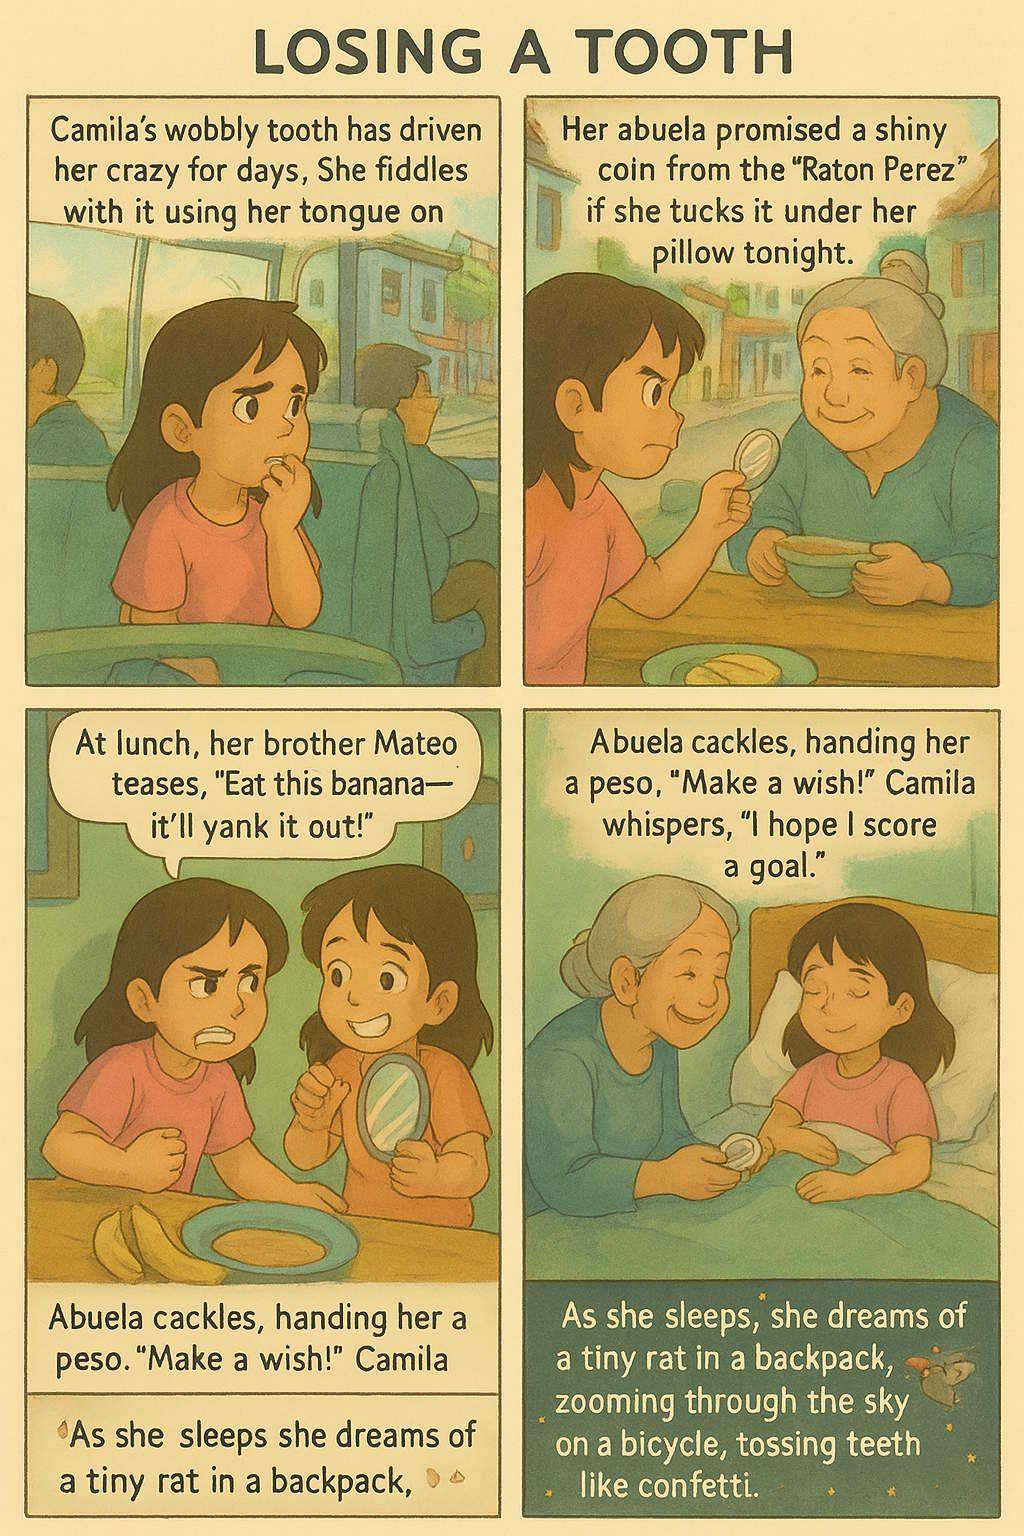 LOSING A TOOTH
Camila's wobbly tooth has driven
her crazy for days, She fiddles
with it using her tongue on
Her abuela promised a shiny
coin from the "Raton Perez"
if she tucks it under her
pillow tonight.
At lunch, her brother Mateo
teases, "Eat this banana—
it'll yank it out!"
Abuela cackles, handing her a
peso. "Make a wish!" Camila
As she sleeps she dreams of
a tiny rat in a backpack,
Abuela cackles, handing her
a peso, "Make a wish!" Camila
whispers, "I hope I score
a goal."
As she sleeps, she dreams of
a tiny rat in a backpack,
zooming through the sky
on a bicycle, tossing teeth
like confetti.